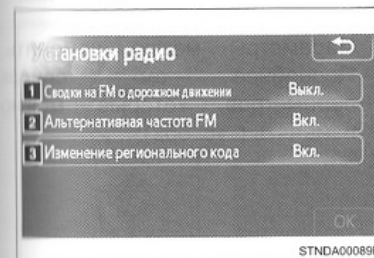 Установки радио
1 Сводки на FM о дорожном движении Выкл.
2 Альтернативная частота FM Вкл.
3 Изменение регионального кода Вкл.
OK